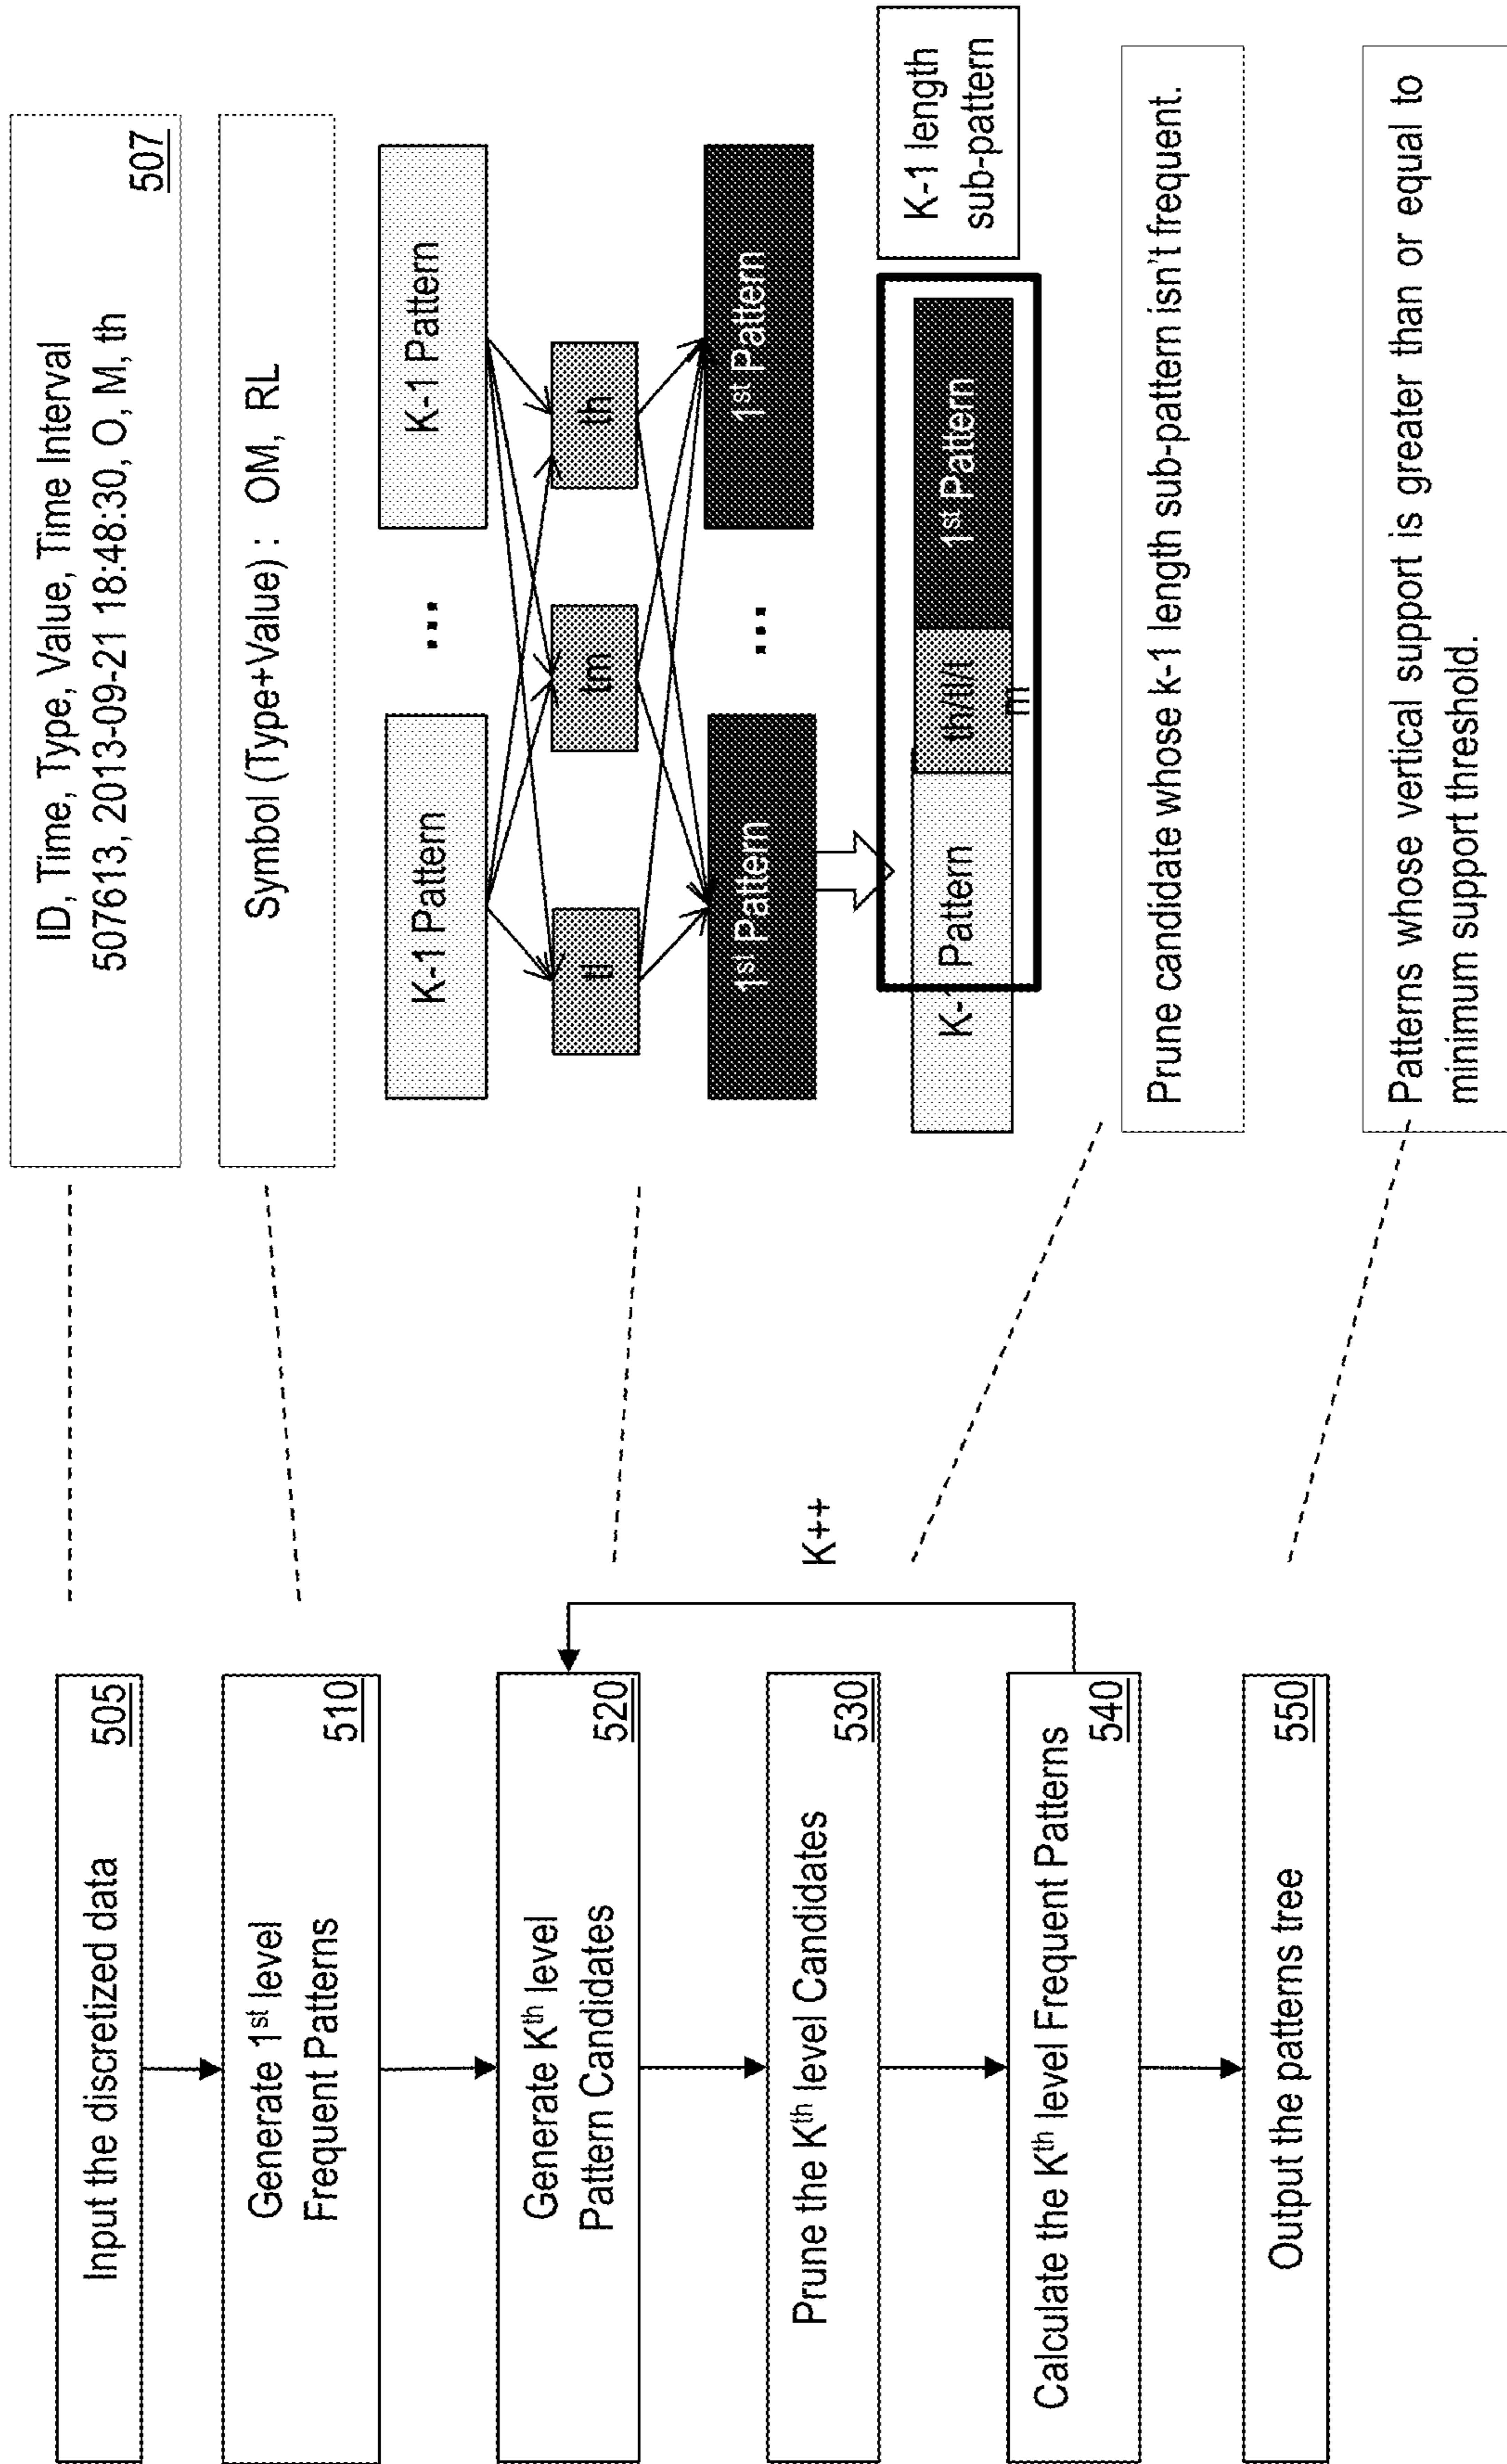 Input the discretized data
505
Generate 1st level
Frequent Patterns
510
Generate Kth level
Pattern Candidates
520
Prune the Kth level Candidates
530
Calculate the Kth level Frequent Patterns
540
K++
Output the patterns tree
550
ID, Time, Type, Value, Time Interval
507613, 2013-09-21 18:48:30, O, M, th
507
Symbol (Type+Value) : OM, RL
K-1 Pattern
...
K-1 Pattern
tl
tm
th
1st Pattern
...
1st Pattern
K-1 Pattern
th/tl/t
m
1st Pattern
K-1 length
sub-pattern
Prune candidate whose k-1 length sub-pattern isn't frequent.
Patterns whose vertical support is greater than or equal to
minimum support threshold.